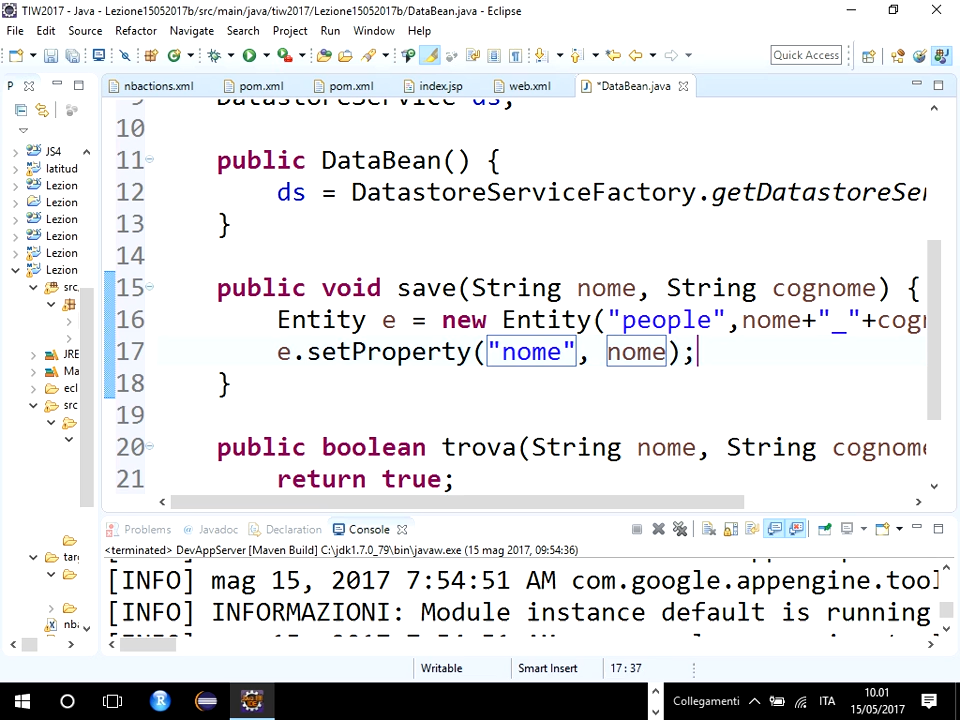 TIW2017 - Java - Lezione15052017b/src/main/java/tiw2017/Lezione15052017b/DataBean.java - Eclipse
File Edit Source Refactor Navigate Search Project Run Window Help
Quick Access
P
nbactions.xml pom.xml pom.xml index.jsp web.xml *DataBean.java
JS4
latitud
Lezion
Lezion
Lezion
Lezion
Lezion
Lezion
src
JRE
Ma
ecl
src
tar
nba
9 DatastoreService ds;
10
11 public DataBean() {
12 ds = DatastoreServiceFactory.getDatastoreSer
13 }
14
15 public void save(String nome, String cognome) {
16 Entity e = new Entity("people",nome+"_"+cogn
17 e.setProperty("nome", nome);
18 }
19
20 public boolean trova(String nome, String cognome
21 return true;
Problems Javadoc Declaration Console
<terminated> DevAppServer [Maven Build] C:\jdk1.7.0_79\bin\javaw.exe (15 mag 2017, 09:54:36)
[INFO] mag 15, 2017 7:54:51 AM com.google.appengine.tool
[INFO] INFORMAZIONI: Module instance default is running
Writable Smart Insert 17 : 37
Collegamenti ITA 10.01
15/05/2017